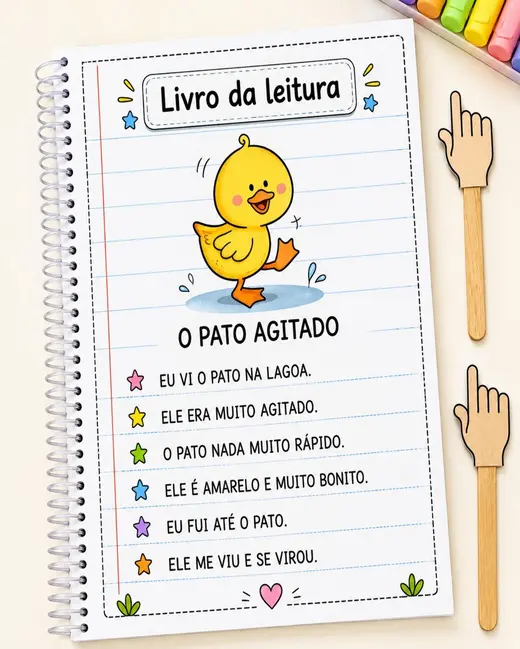 Livro da leitura
O PATO AGITADO
EU VI O PATO NA LAGOA.
ELE ERA MUITO AGITADO.
O PATO NADA MUITO RÁPIDO.
ELE É AMARELO E MUITO BONITO.
EU FUI ATÉ O PATO.
ELE ME VIU E SE VIROU.